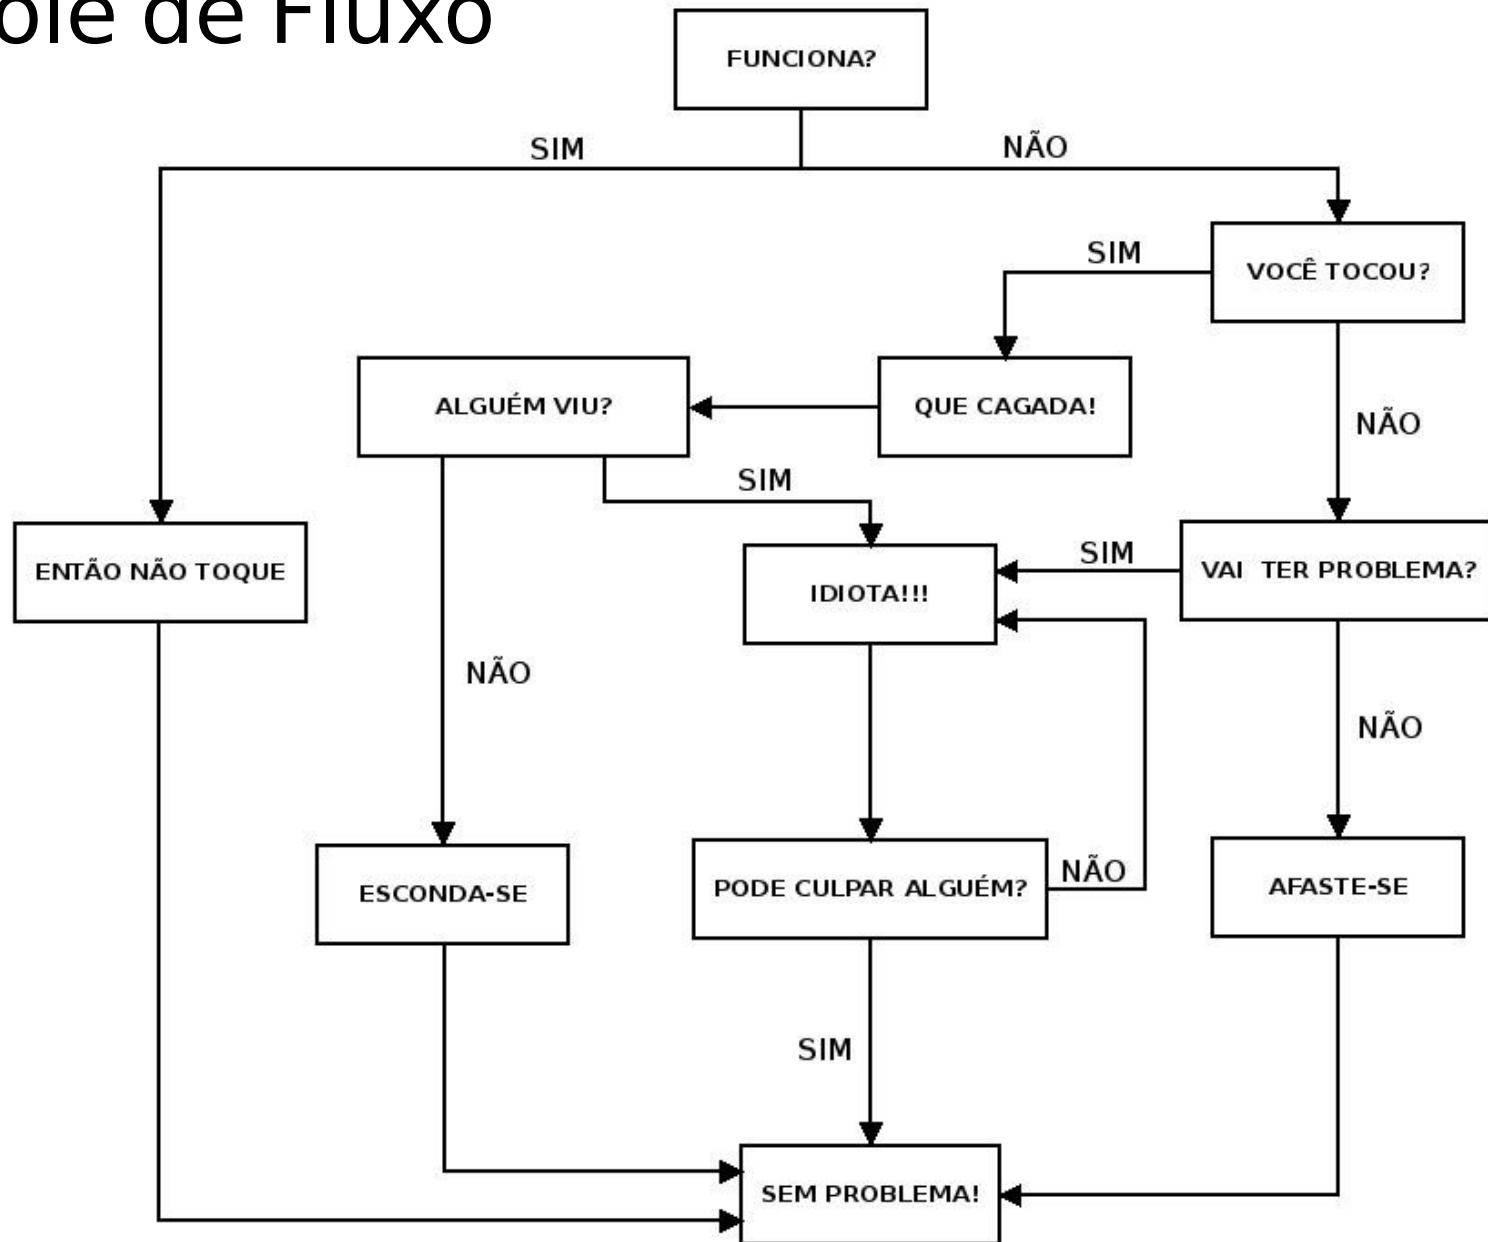 ole de Fluxo
FUNCIONA?
SIM
NÃO
SIM
VOCÊ TOCOU?
ALGUÉM VIU?
QUE CAGADA!
NÃO
SIM
ENTÃO NÃO TOQUE
IDIOTA!!!
SIM
VAI TER PROBLEMA?
NÃO
NÃO
ESCONDA-SE
PODE CULPAR ALGUÉM?
NÃO
AFASTE-SE
SIM
SEM PROBLEMA!